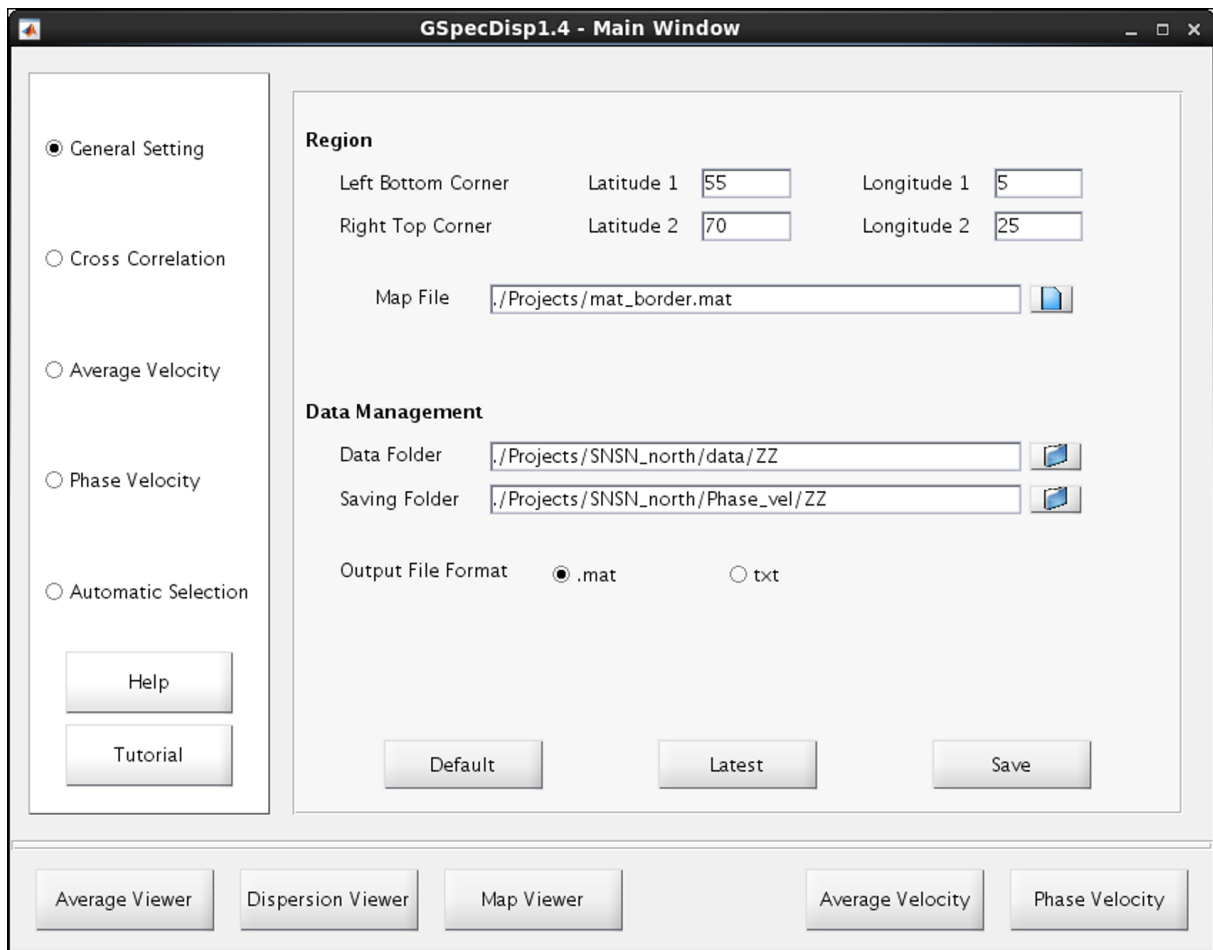 GSpecDisp1.4 - Main Window
General Setting
Cross Correlation
Average Velocity
Phase Velocity
Automatic Selection
Help
Tutorial
Region
Left Bottom Corner Latitude 1 55 Longitude 1 5
Right Top Corner Latitude 2 70 Longitude 2 25
Map File ./Projects/mat_border.mat
Data Management
Data Folder ./Projects/SNSN_north/data/ZZ
Saving Folder ./Projects/SNSN_north/Phase_vel/ZZ
Output File Format .mat txt
Default Latest Save
Average Viewer Dispersion Viewer Map Viewer Average Velocity Phase Velocity